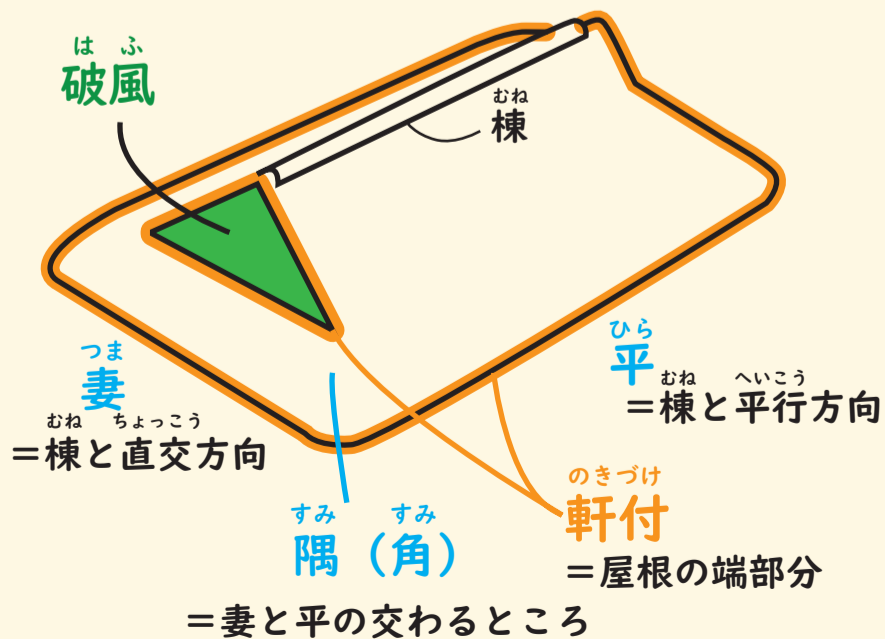 はふ
破風
むね
棟
つま
妻
むね ちょっこう
＝棟と直交方向
ひら
平
むね へいこう
＝棟と平行方向
すみ すみ
隅（角）
＝妻と平の交わるところ
のきづけ
軒付
＝屋根の端部分